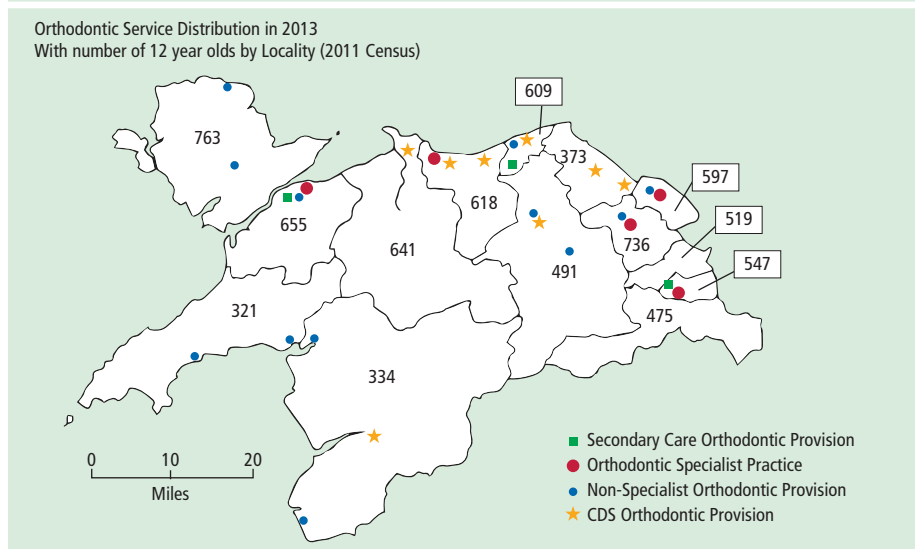 Orthodontic Service Distribution in 2013
With number of 12 year olds by Locality (2011 Census)
609
763
373
597
618
655
519
736
641
491
547
321
475
334
Secondary Care Orthodontic Provision
0 10 20
Orthodontic Specialist Practice
Miles
Non-Specialist Orthodontic Provision
CDS Orthodontic Provision